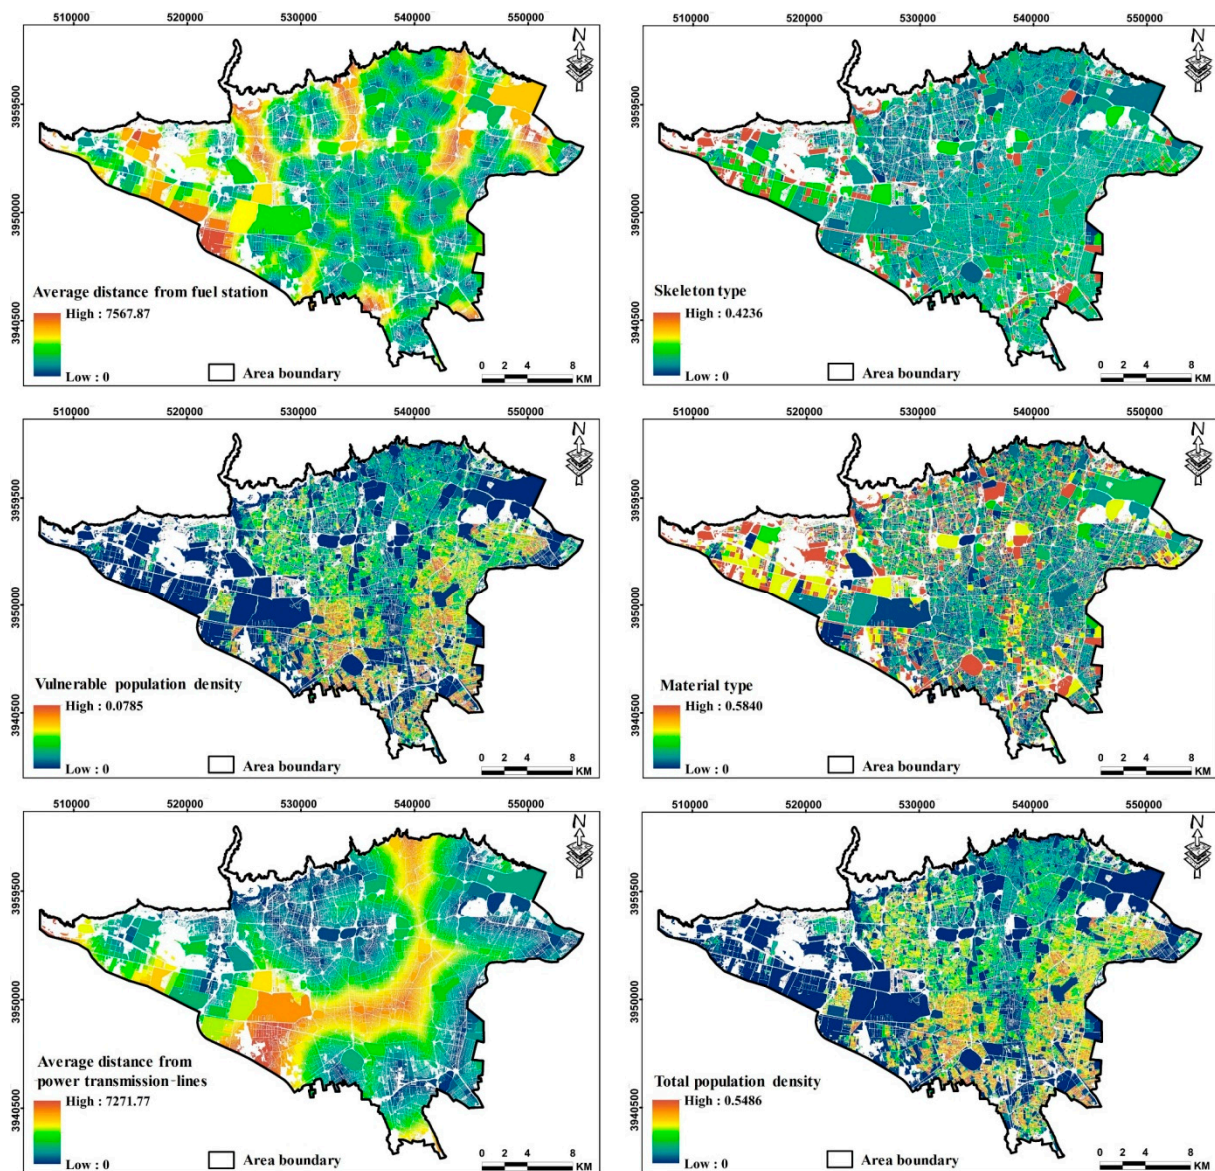 510000 520000 530000 540000 550000
N
3959500
3950000
3940500
Average distance from fuel station
High : 7567.87
Low : 0
Area boundary
0 2 4 8
KM
510000 520000 530000 540000 550000
N
3959500
3950000
3940500
Skeleton type
High : 0.4236
Low : 0
Area boundary
0 2 4 8
KM
510000 520000 530000 540000 550000
N
3959500
3950000
3940500
Vulnerable population density
High : 0.0785
Low : 0
Area boundary
0 2 4 8
KM
510000 520000 530000 540000 550000
N
3959500
3950000
3940500
Material type
High : 0.5840
Low : 0
Area boundary
0 2 4 8
KM
510000 520000 530000 540000 550000
N
3959500
3950000
3940500
Average distance from
power transmission-lines
High : 7271.77
Low : 0
Area boundary
0 2 4 8
KM
510000 520000 530000 540000 550000
N
3959500
3950000
3940500
Total population density
High : 0.5486
Low : 0
Area boundary
0 2 4 8
KM